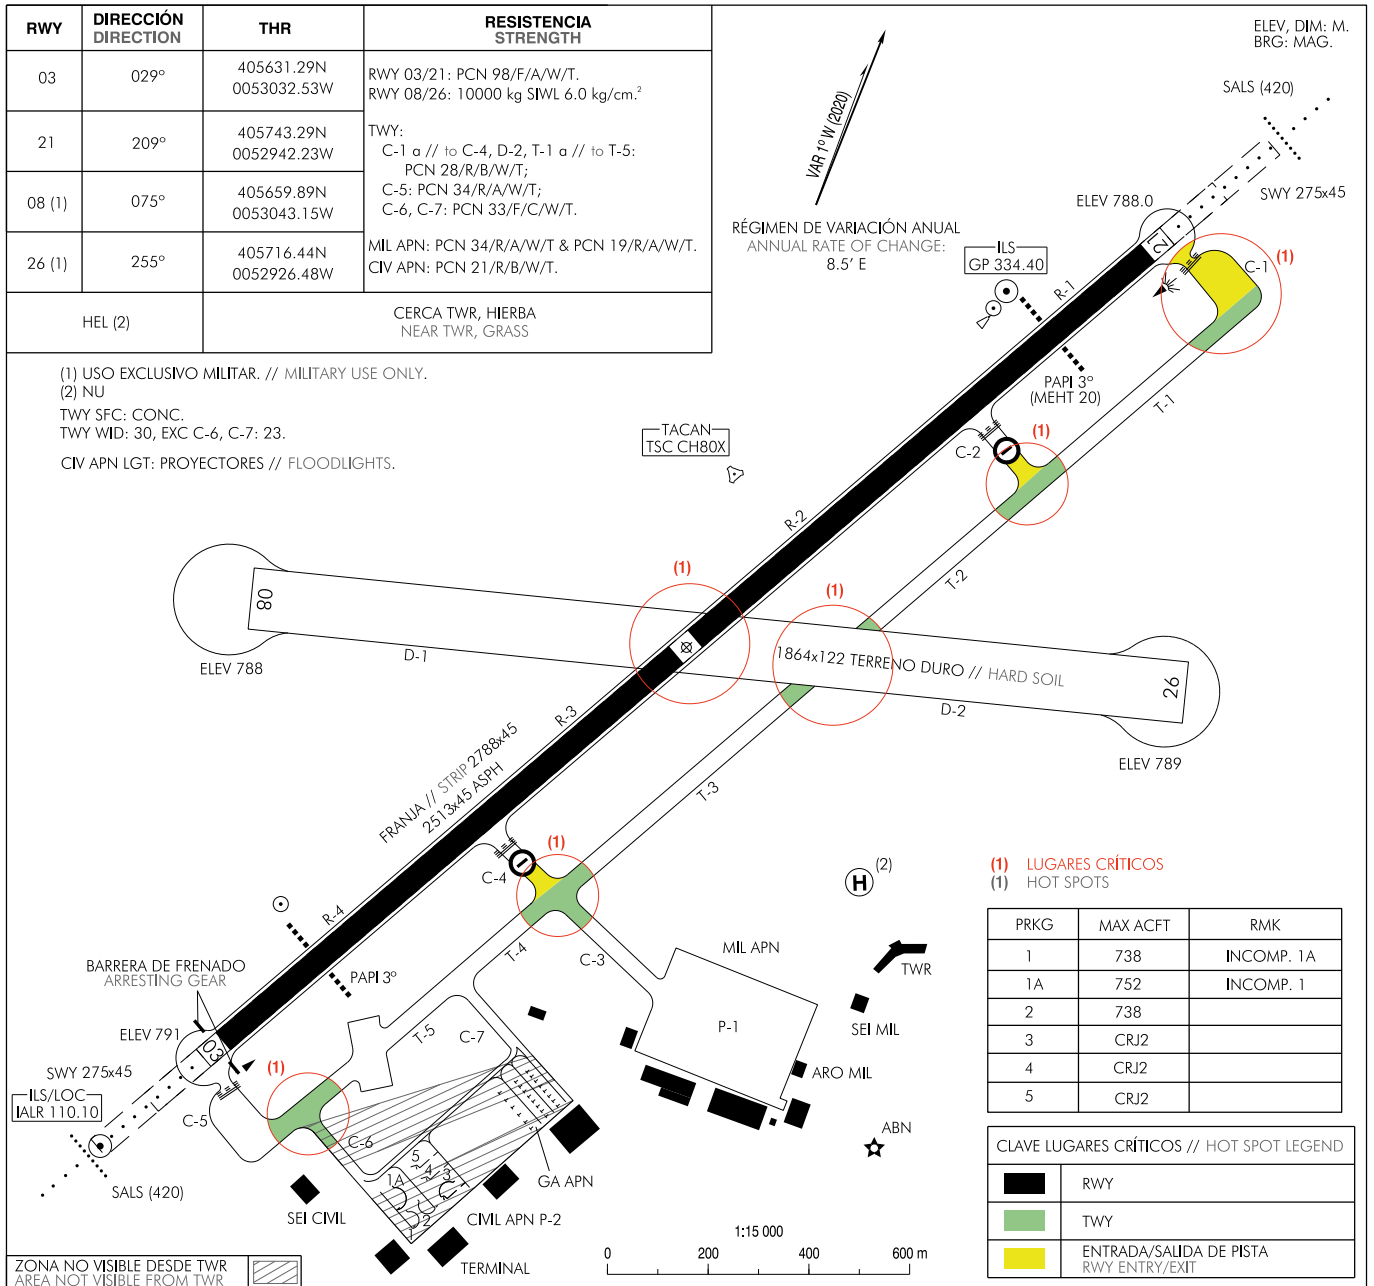 RWY
DIRECCIÓN
DIRECTION
THR
RESISTENCIA
STRENGTH
03
029°
405631.29N
0053032.53W
21
209°
405743.29N
0052942.23W
08 (1)
075°
405659.89N
0053043.15W
26 (1)
255°
405716.44N
0052926.48W
RWY 03/21: PCN 98/F/A/W/T.
RWY 08/26: 10000 kg SIWL 6.0 kg/cm.²
TWY:
C-1 a // to C-4, D-2, T-1 a // to T-5:
PCN 28/R/B/W/T;
C-5: PCN 34/R/A/W/T;
C-6, C-7: PCN 33/F/C/W/T.
MIL APN: PCN 34/R/A/W/T & PCN 19/R/A/W/T.
CIV APN: PCN 21/R/B/W/T.
HEL (2)
CERCA TWR, HIERBA
NEAR TWR, GRASS
(1) USO EXCLUSIVO MILITAR. // MILITARY USE ONLY.
(2) NU
TWY SFC: CONC.
TWY WID: 30, EXC C-6, C-7: 23.
CIV APN LGT: PROYECTORES // FLOODLIGHTS.
ELEV, DIM: M.
BRG: MAG.
VAR 1° W (2020)
RÉGIMEN DE VARIACIÓN ANUAL
ANNUAL RATE OF CHANGE:
8.5' E
SALS (420)
SWY 275x45
ELEV 788.0
21
C-1
(1)
ILS
GP 334.40
R-1
PAPI 3°
(MEHT 20)
T-1
(1)
C-2
TACAN
TSC CH80X
R-2
T-2
(1)
(1)
08
ELEV 788
D-1
1864x122 TERRENO DURO // HARD SOIL
26
D-2
ELEV 789
R-3
FRANJA // STRIP 2788x45
2513x45 ASPH
T-3
(1)
C-4
H
(2)
R-4
T-4
C-3
MIL APN
TWR
BARRERA DE FRENADO
ARRESTING GEAR
PAPI 3°
P-1
SEI MIL
ELEV 791
03
T-5
C-7
ARO MIL
SWY 275x45
(1)
ILS/LOC
IALR 110.10
C-5
C-6
ABN
5
4
3
1A
2
GA APN
SALS (420)
SEI CIVIL
CIVIL APN P-2
TERMINAL
(1) LUGARES CRÍTICOS
(1) HOT SPOTS
PRKG
MAX ACFT
RMK
1
738
INCOMP. 1A
1A
752
INCOMP. 1
2
738
3
CRJ2
4
CRJ2
5
CRJ2
CLAVE LUGARES CRÍTICOS // HOT SPOT LEGEND
RWY
TWY
ENTRADA/SALIDA DE PISTA
RWY ENTRY/EXIT
1:15 000
0 200 400 600 m
ZONA NO VISIBLE DESDE TWR
AREA NOT VISIBLE FROM TWR